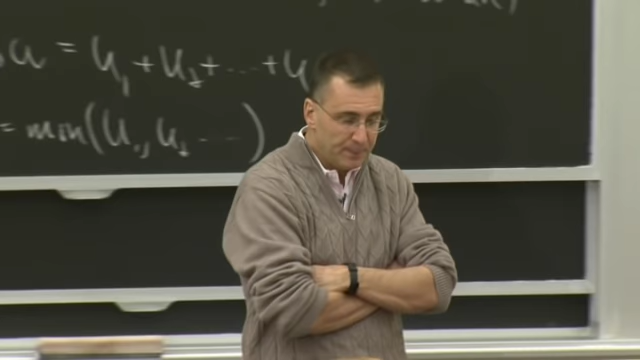 a = U₁ + U₂ + ... + U
= min(U₁, U₂ ...)